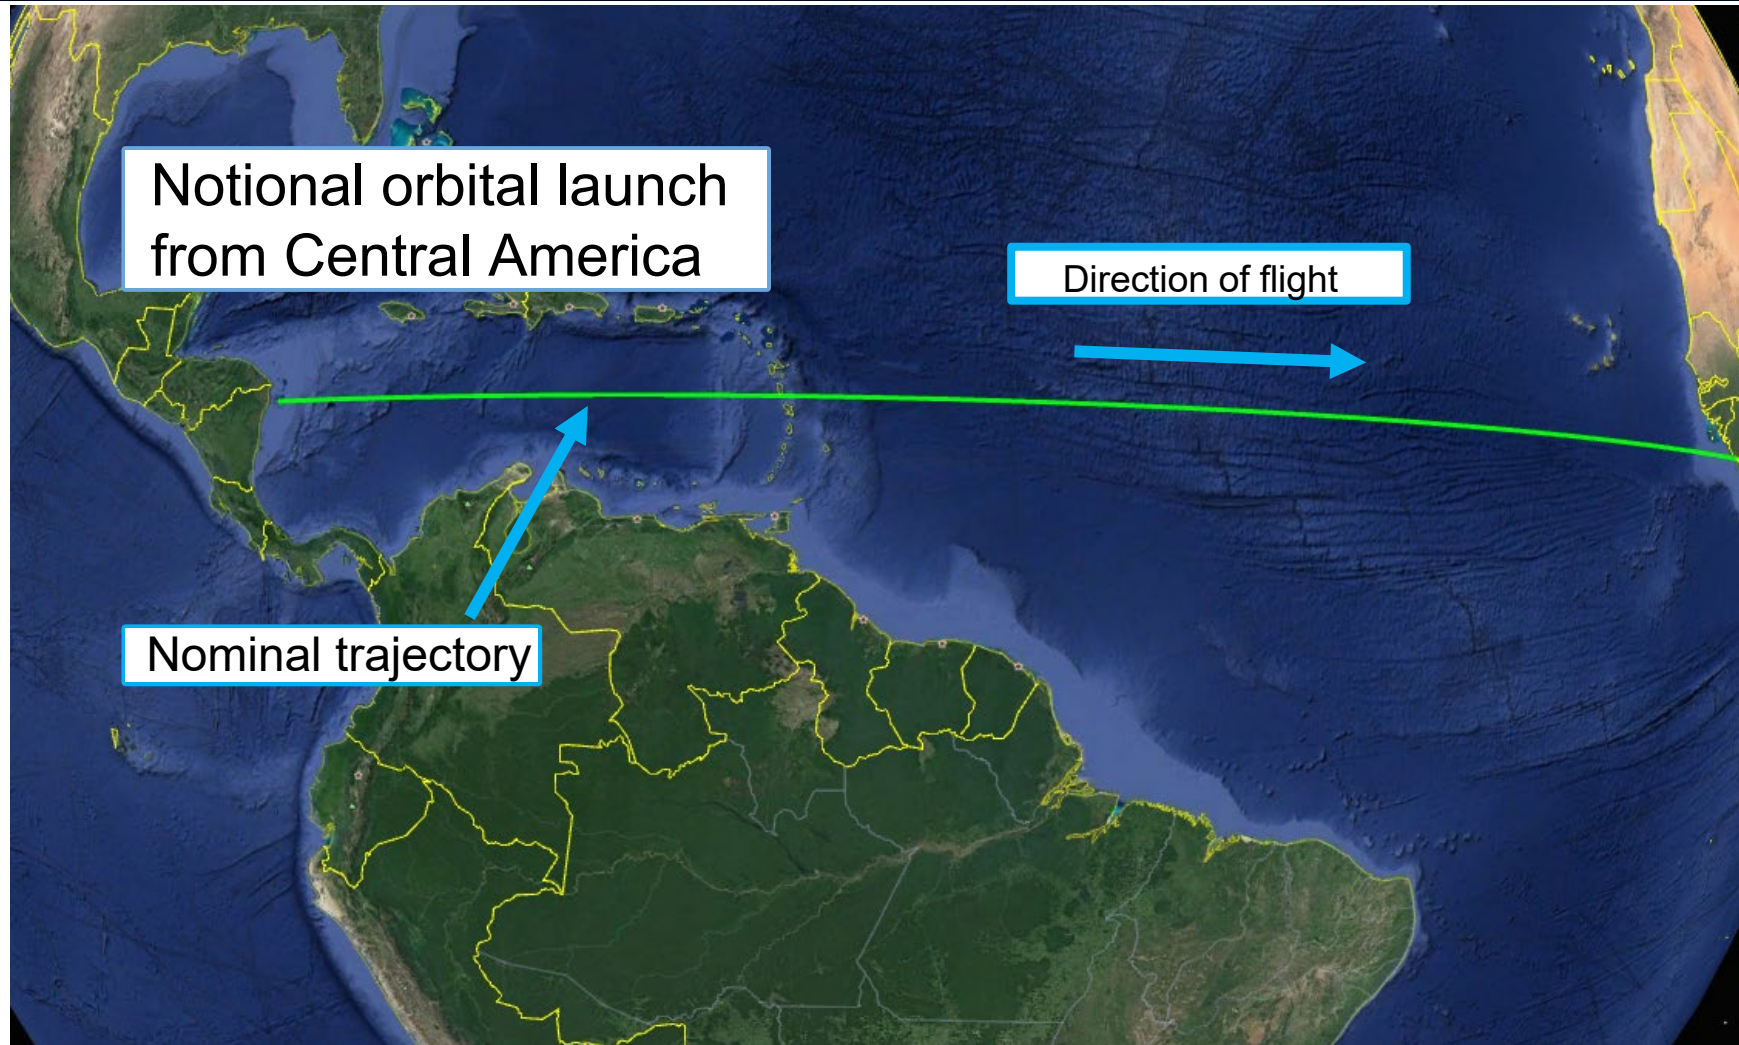 Notional orbital launch
from Central America
Direction of flight
Nominal trajectory